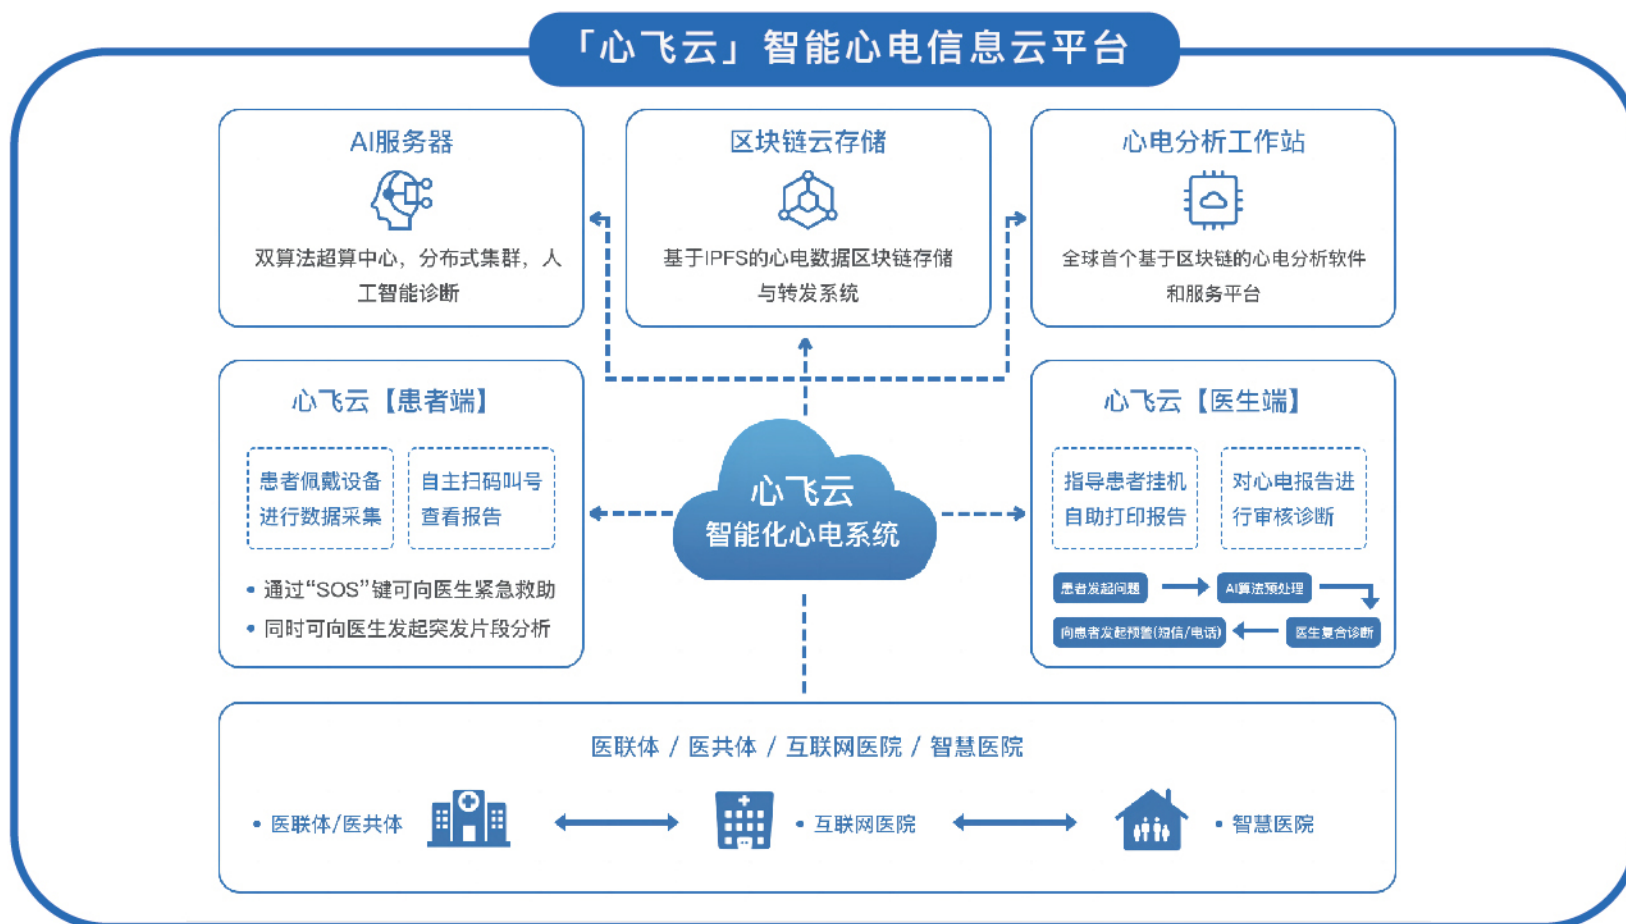 「心飞云」智能心电信息云平台
AI服务器
双算法超算中心，分布式集群，人
工智能诊断
区块链云存储
基于IPFS的心电数据区块链存储
与转发系统
心电分析工作站
全球首个基于区块链的心电分析软件
和服务平台
心飞云【患者端】
患者佩戴设备
进行数据采集
自主扫码叫号
查看报告
• 通过“SOS”键可向医生紧急救助
• 同时可向医生发起突发片段分析
心飞云
智能化心电系统
心飞云【医生端】
指导患者挂机
自助打印报告
对心电报告进
行审核诊断
患者发起问题
AI算法预处理
医生复合诊断
向患者发起预警(短信/电话)
医联体 / 医共体 / 互联网医院 / 智慧医院
• 医联体/医共体
• 互联网医院
• 智慧医院